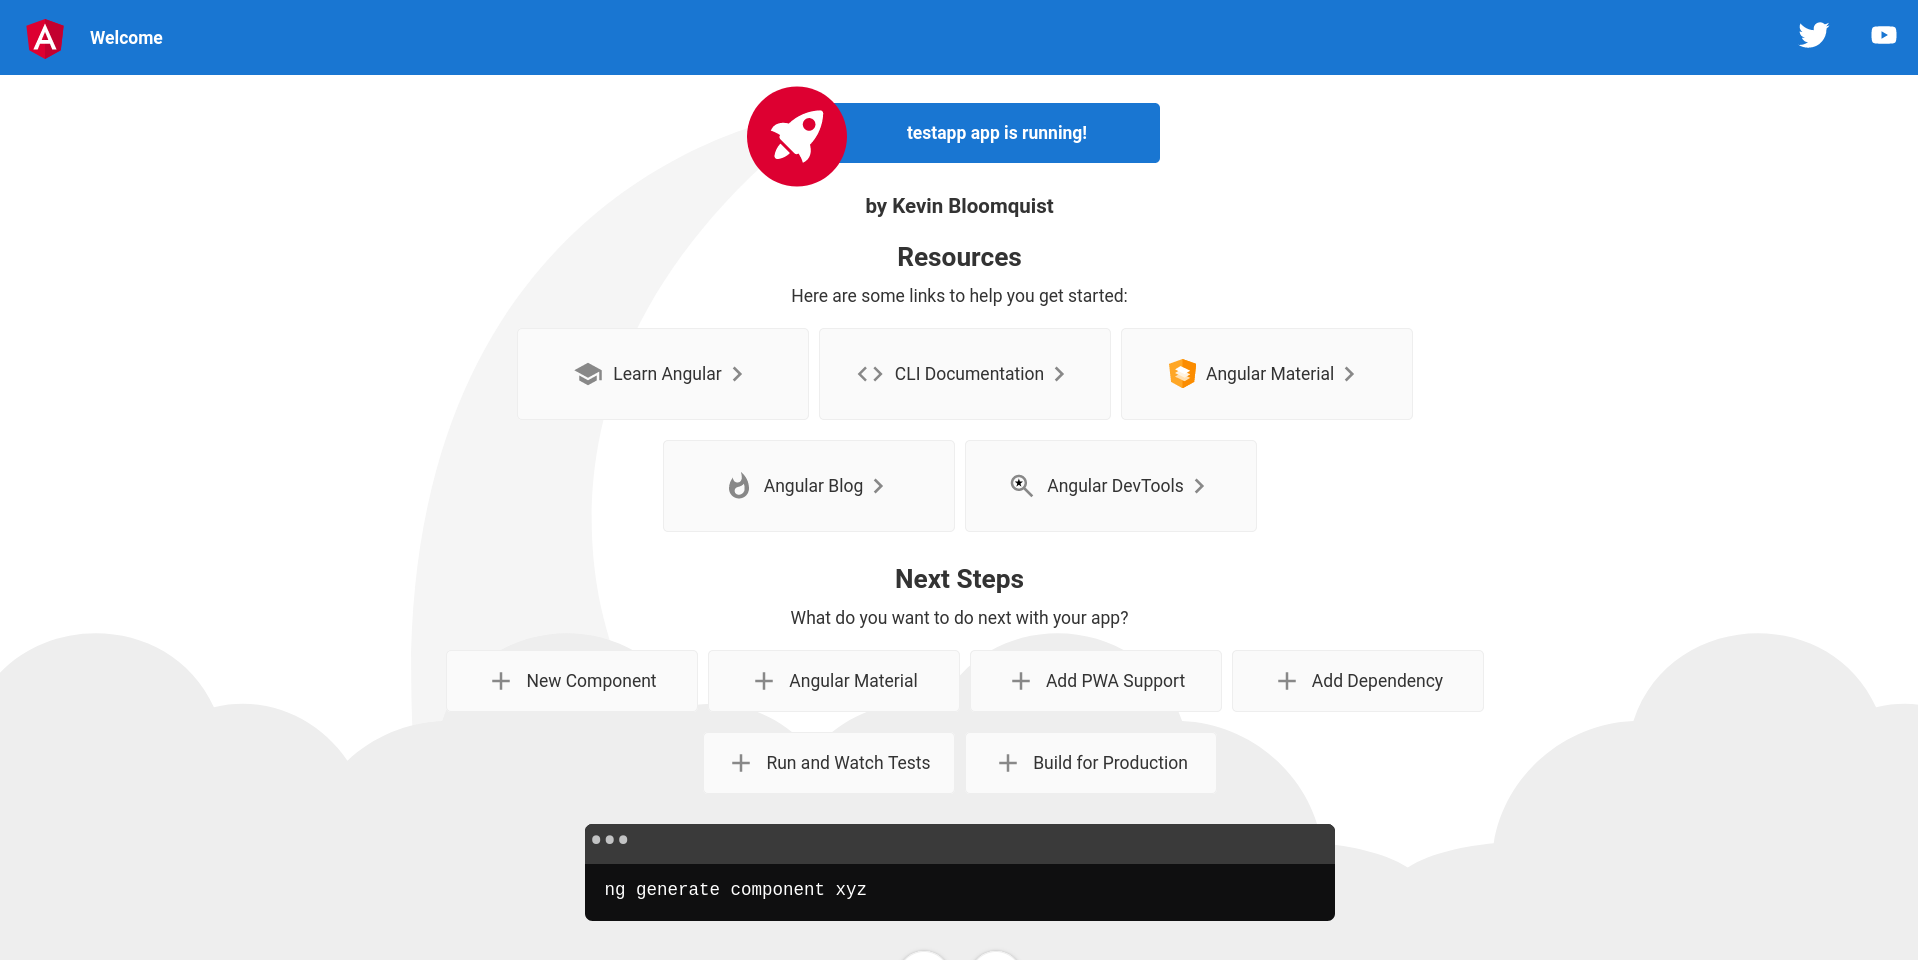 Welcome
testapp app is running!
by Kevin Bloomquist
Resources
Here are some links to help you get started:
Learn Angular
CLI Documentation
Angular Material
Angular Blog
Angular DevTools
Next Steps
What do you want to do next with your app?
New Component
Angular Material
Add PWA Support
Add Dependency
Run and Watch Tests
Build for Production
ng generate component xyz